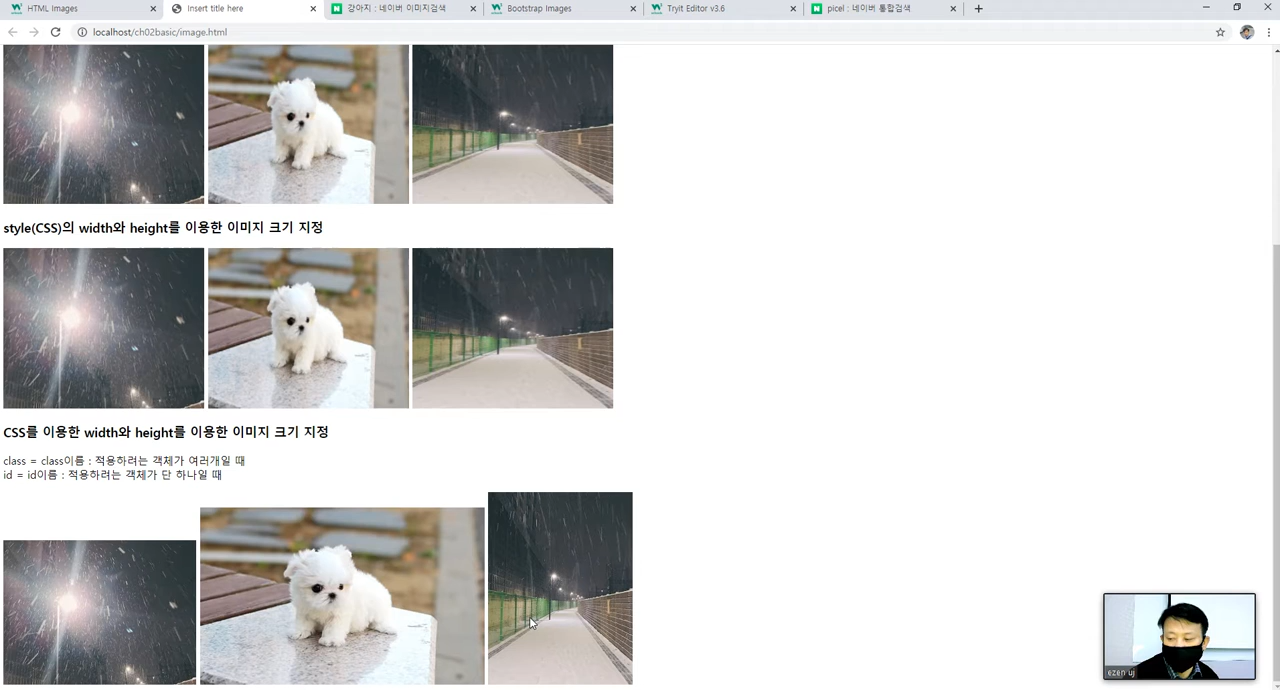 HTML Images
Insert title here
강아지 : 네이버 이미지검색
Bootstrap Images
Tryit Editor v3.6
picel : 네이버 통합검색
localhost/ch02basic/image.html
style(CSS)의 width와 height를 이용한 이미지 크기 지정
CSS를 이용한 width와 height를 이용한 이미지 크기 지정
class = class이름 : 적용하려는 객체가 여러개일 때
id = id이름 : 적용하려는 객체가 단 하나일 때
ezen uj